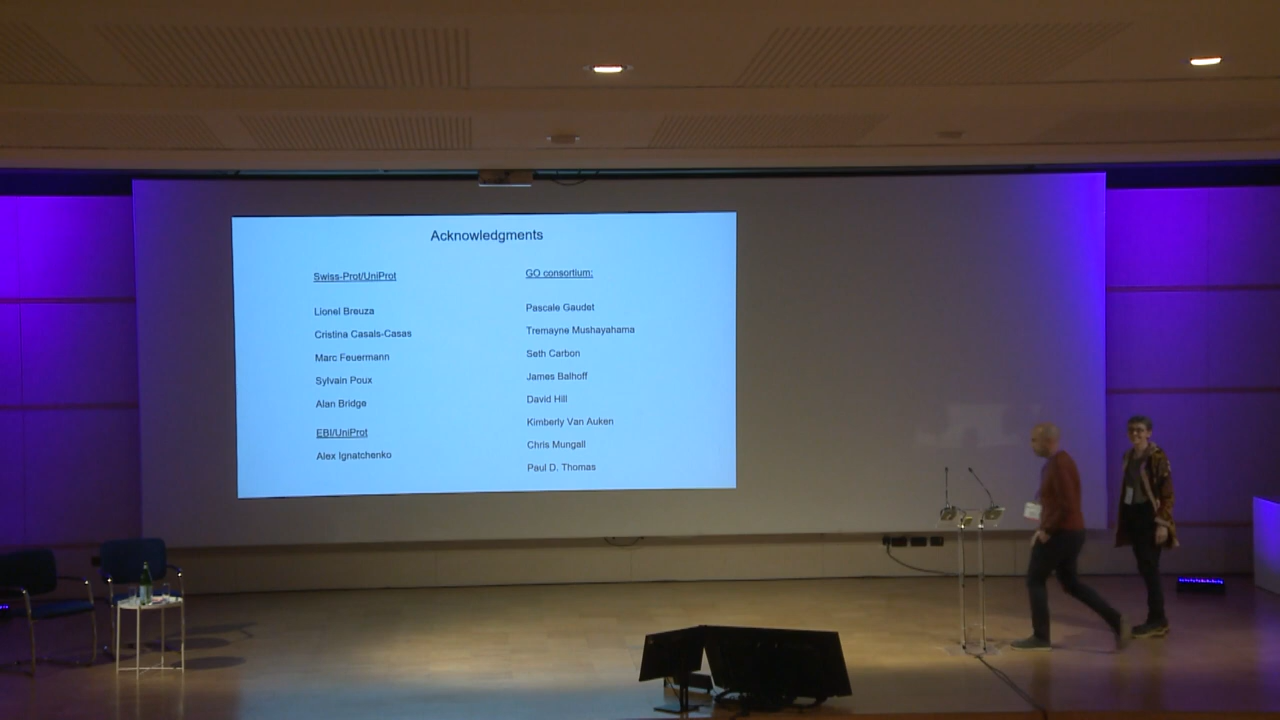 Acknowledgments
Swiss-Prot/UniProt
Lionel Breuza
Cristina Casals-Casas
Marc Feuermann
Sylvain Poux
Alan Bridge
EBI/UniProt
Alex Ignatchenko
GO consortium:
Pascale Gaudet
Tremayne Mushayahama
Seth Carbon
James Balhoff
David Hill
Kimberly Van Auken
Chris Mungall
Paul D. Thomas